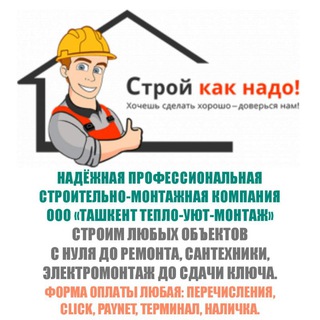 Строй как надо!
Хочешь сделать хорошо – доверься нам!
НАДЁЖНАЯ ПРОФЕССИОНАЛЬНАЯ
СТРОИТЕЛЬНО-МОНТАЖНАЯ КОМПАНИЯ
ООО «ТАШКЕНТ ТЕПЛО-УЮТ-МОНТАЖ»
СТРОИМ ЛЮБЫХ ОБЪЕКТОВ
С НУЛЯ ДО РЕМОНТА, САНТЕХНИКИ,
ЭЛЕКТРОМОНТАЖ ДО СДАЧИ КЛЮЧА.
ФОРМА ОПЛАТЫ ЛЮБАЯ: ПЕРЕЧИСЛЕНИЯ,
CLICK, PAYNET, ТЕРМИНАЛ, НАЛИЧКА.